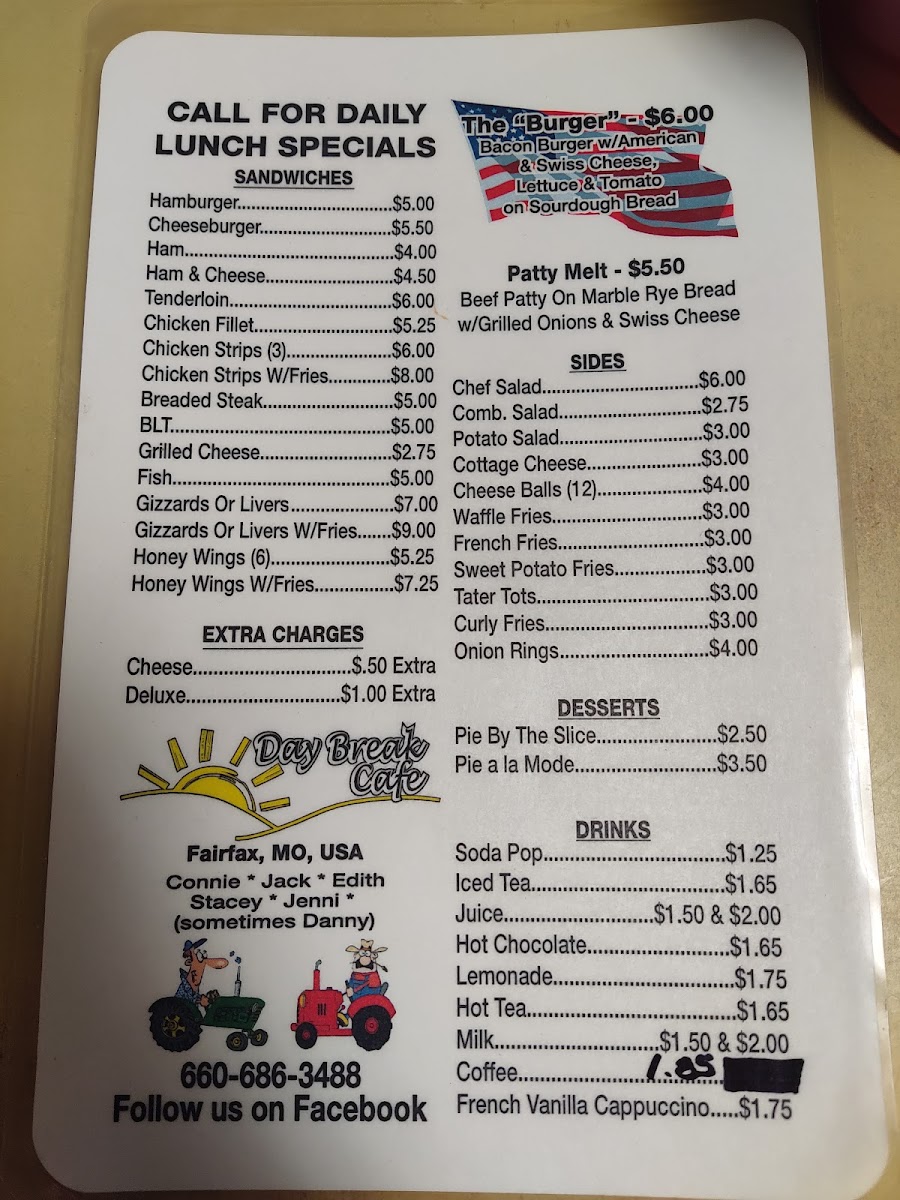 CALL FOR DAILY
LUNCH SPECIALS
SANDWICHES
Hamburger............................$5.00
Cheeseburger.......................$5.50
Ham......................................$4.00
Ham & Cheese.......................$4.50
Tenderloin.............................$6.00
Chicken Fillet.........................$5.25
Chicken Strips (3)...................$6.00
Chicken Strips W/Fries...........$8.00
Breaded Steak.......................$5.00
BLT........................................$5.00
Grilled Cheese.......................$2.75
Fish.......................................$5.00
Gizzards Or Livers..................$7.00
Gizzards Or Livers W/Fries......$9.00
Honey Wings (6).....................$5.25
Honey Wings W/Fries..............$7.25
EXTRA CHARGES
Cheese............................$.50 Extra
Deluxe............................$1.00 Extra
Day Break
Cafe
Fairfax, MO, USA
Connie * Jack * Edith
Stacey * Jenni *
(sometimes Danny)
660-686-3488
Follow us on Facebook
The “Burger” - $6.00
Bacon Burger w/American
& Swiss Cheese,
Lettuce & Tomato
on Sourdough Bread
Patty Melt - $5.50
Beef Patty On Marble Rye Bread
w/Grilled Onions & Swiss Cheese
SIDES
Chef Salad............................$6.00
Comb. Salad.........................$2.75
Potato Salad.........................$3.00
Cottage Cheese....................$3.00
Cheese Balls (12)..................$4.00
Waffle Fries...........................$3.00
French Fries..........................$3.00
Sweet Potato Fries................$3.00
Tater Tots..............................$3.00
Curly Fries.............................$3.00
Onion Rings..........................$4.00
DESSERTS
Pie By The Slice.....................$2.50
Pie a la Mode.........................$3.50
DRINKS
Soda Pop................................$1.25
Iced Tea..................................$1.65
Juice..........................$1.50 & $2.00
Hot Chocolate.........................$1.65
Lemonade...............................$1.75
Hot Tea....................................$1.65
Milk............................$1.50 & $2.00
Coffee..................................1.85
French Vanilla Cappuccino.....$1.75